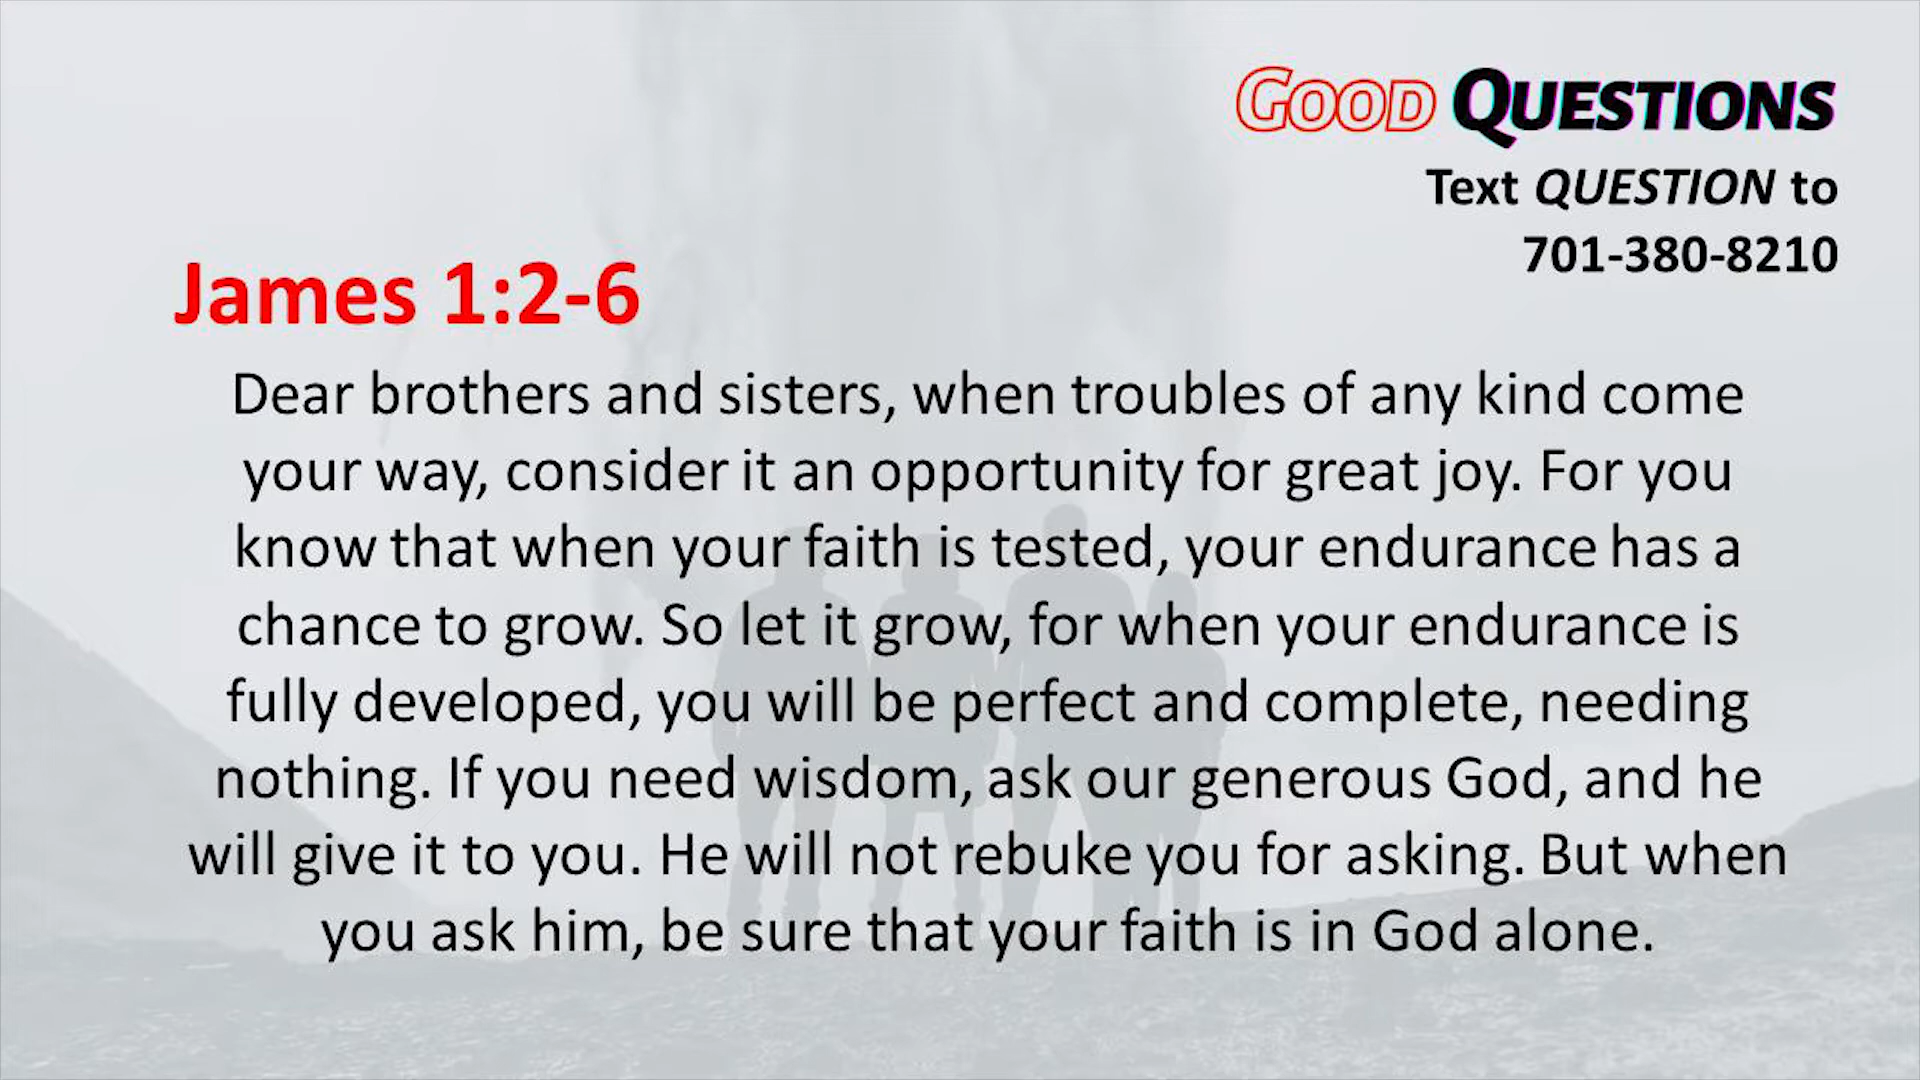 GOOD QUESTIONS
Text QUESTION to
701-380-8210
James 1:2-6
Dear brothers and sisters, when troubles of any kind come
your way, consider it an opportunity for great joy. For you
know that when your faith is tested, your endurance has a
chance to grow. So let it grow, for when your endurance is
fully developed, you will be perfect and complete, needing
nothing. If you need wisdom, ask our generous God, and he
will give it to you. He will not rebuke you for asking. But when
you ask him, be sure that your faith is in God alone.